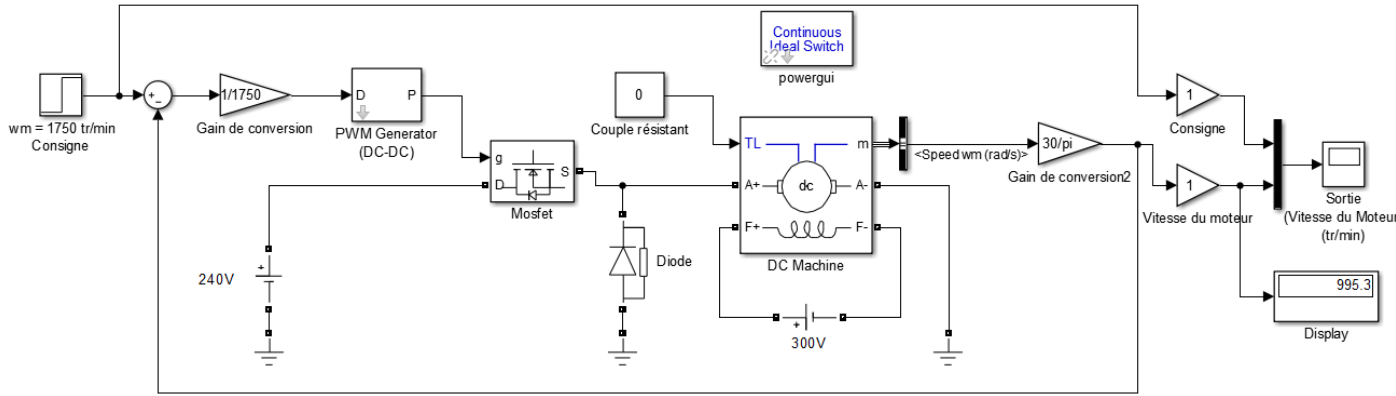 Continuous
Ideal Switch
powergui
wm = 1750 tr/min
Consigne
+
−
1/1750
Gain de conversion
D
P
PWM Generator
(DC-DC)
0
Couple résistant
g
D
S
Mosfet
TL
m
A+
dc
A-
F+
F-
DC Machine
<Speed wm (rad/s)>
30/pi
Gain de conversion2
1
Consigne
1
Vitesse du moteur
Sortie
(Vitesse du Moteur
(tr/min)
995.3
Display
+
240V
Diode
+
300V